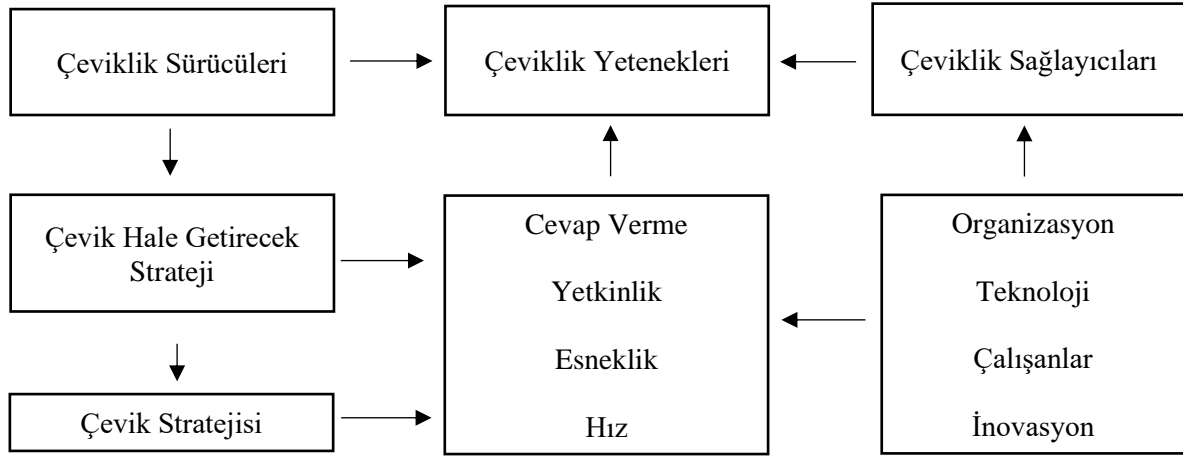 Çeviklik Sürücüleri
Çeviklik Yetenekleri
Çeviklik Sağlayıcıları
Çevik Hale Getirecek
Strateji
Çevik Stratejisi
Cevap Verme
Yetkinlik
Esneklik
Hız
Organizasyon
Teknoloji
Çalışanlar
İnovasyon